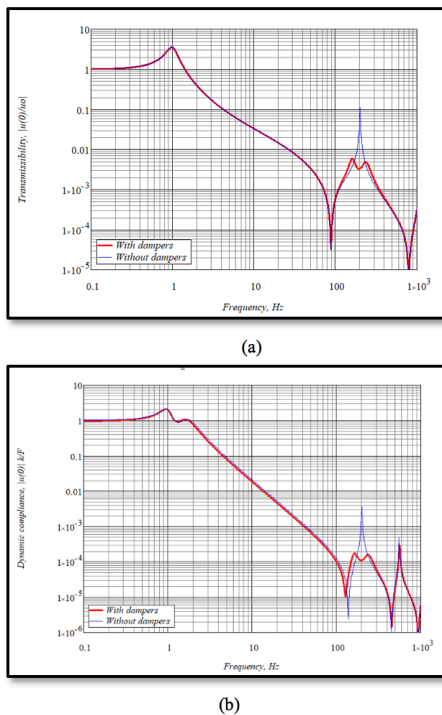 10
1
0.1
0.01
1×10⁻³
1×10⁻⁴
1×10⁻⁵
Transmissibility, |u(0)/uo|
With dampers
Without dampers
0.1
1
10
100
1×10³
Frequency, Hz
(a)
10
1
0.1
0.01
1×10⁻³
1×10⁻⁴
1×10⁻⁵
1×10⁻⁶
Dynamic compliance, |u(0)| k/F
With dampers
Without dampers
0.1
1
10
100
1×10³
Frequency, Hz
(b)